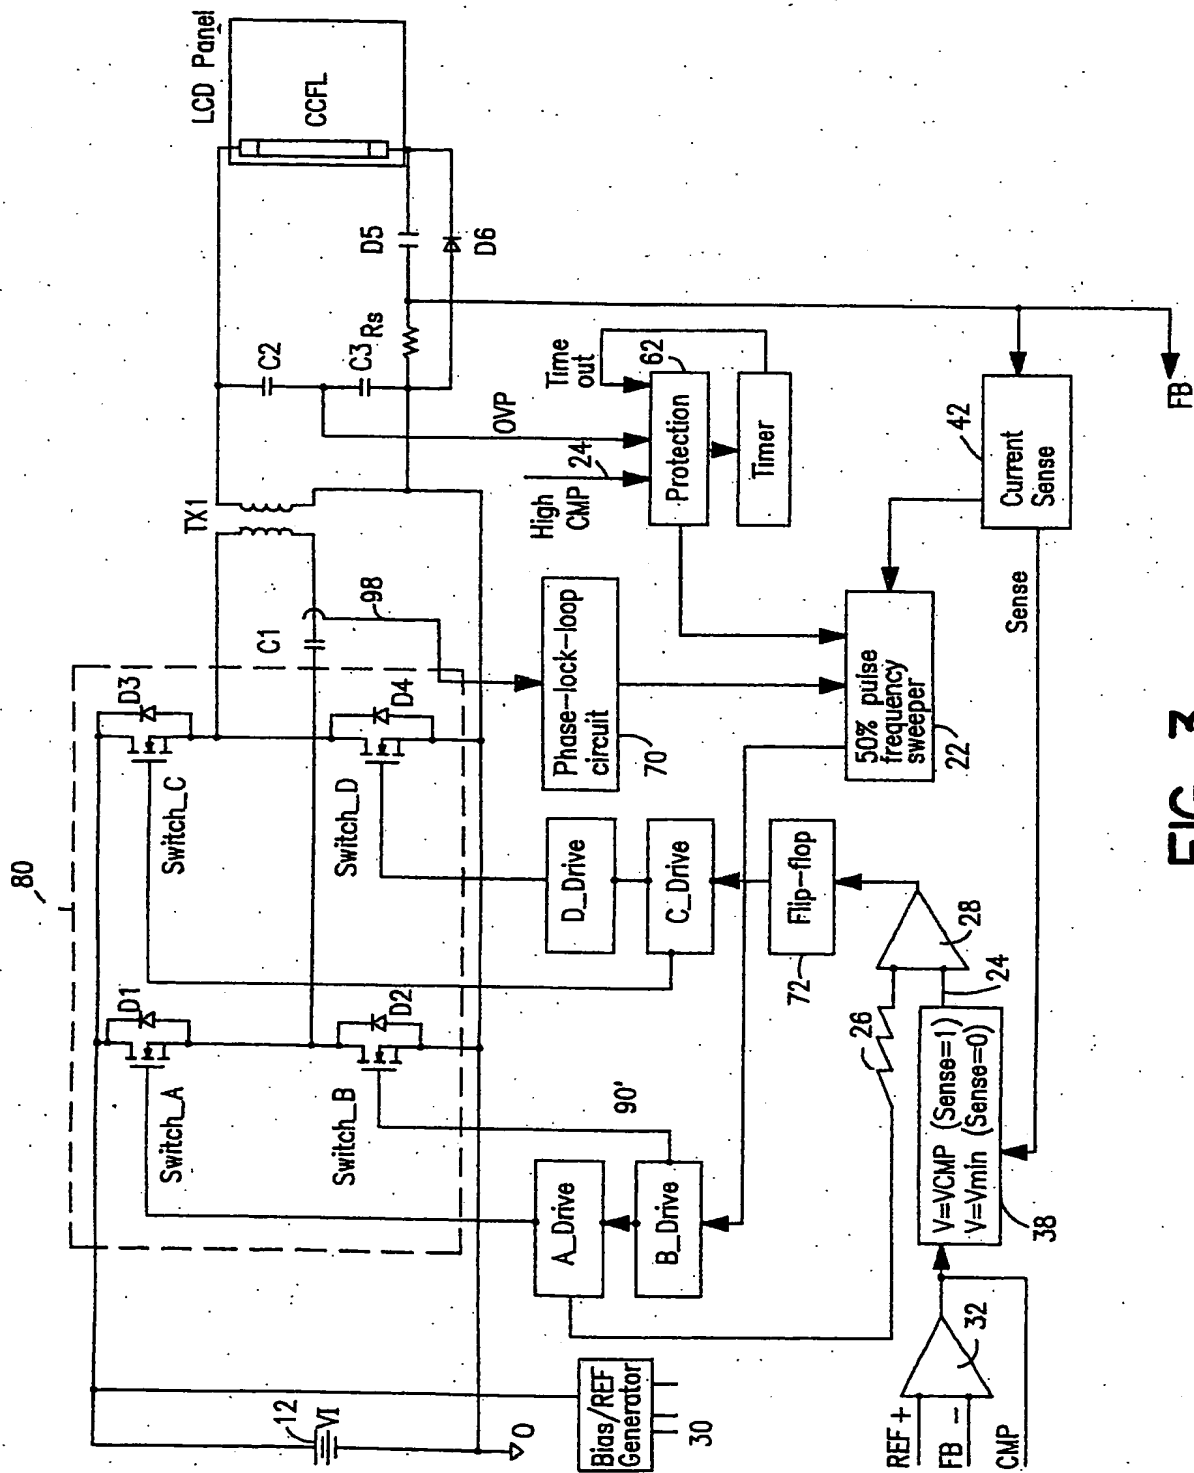 LCD Panel
CCFL
D5
D6
C2
C3
Rs
TX1
C1
98
OVP
High
CMP
24
Time
out
62
Protection
Timer
42
Current
Sense
Sense
FB
80
D3
Switch_C
D4
Switch_D
D1
Switch_A
D2
Switch_B
90'
Phase-lock-loop
circuit
70
50% pulse
frequency
sweeper
22
D_Drive
C_Drive
Flip-flop
72
28
24
26
A_Drive
B_Drive
V=VCMP (Sense=1)
V=Vmin (Sense=0)
38
32
REF +
FB -
CMP
12
VI
0
Bias/REF
Generator
30
FIG. 3